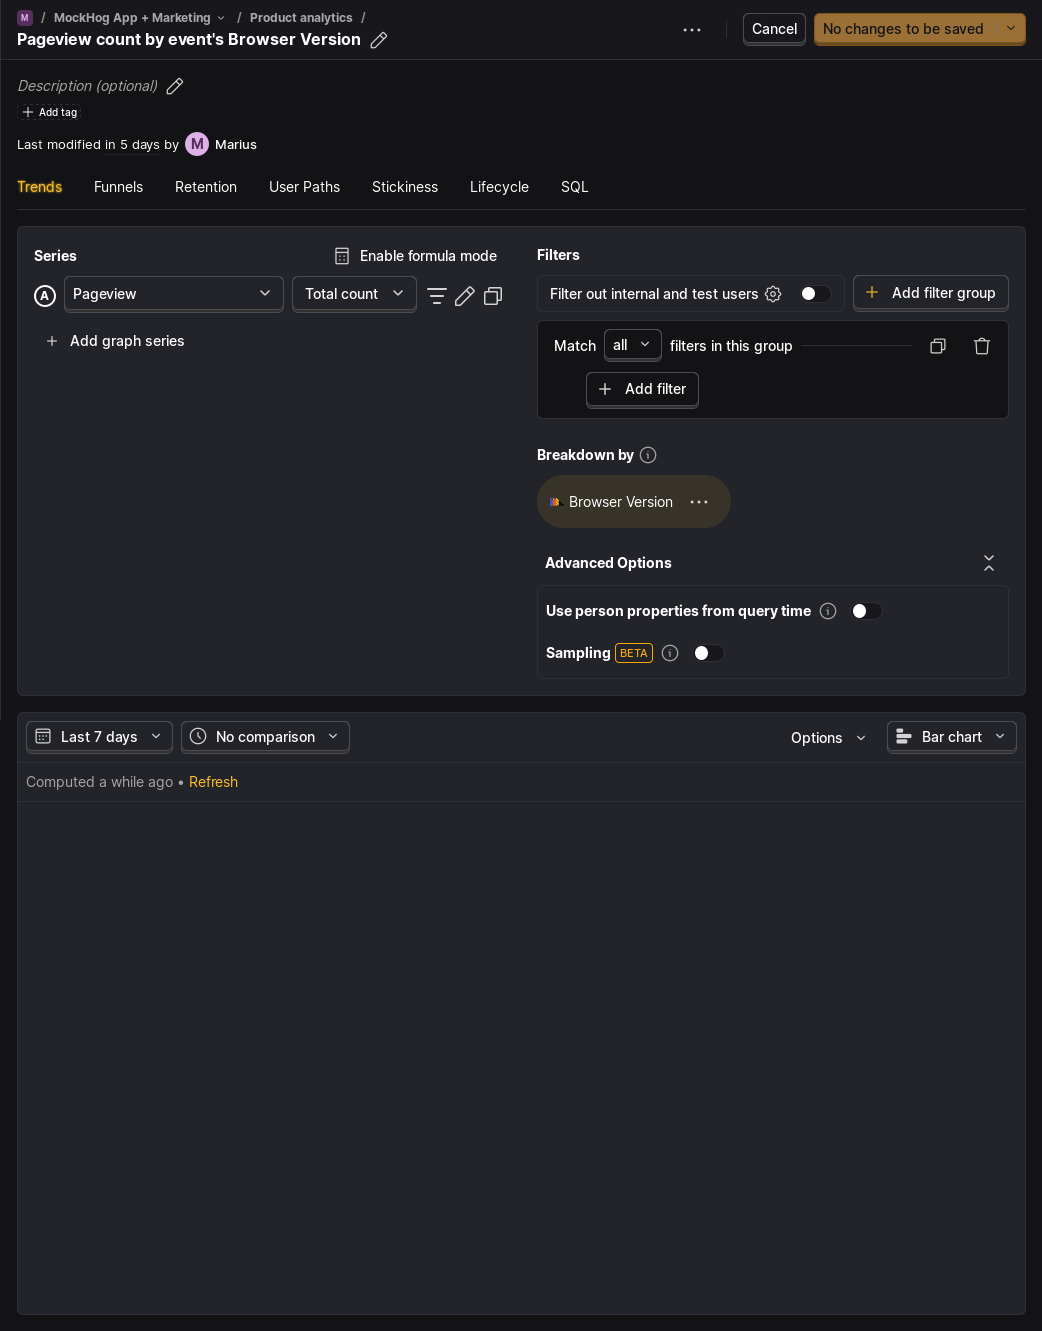 M / MockHog App + Marketing / Product analytics /
Pageview count by event's Browser Version
Cancel
No changes to be saved
Description (optional)
Add tag
Last modified in 5 days by M Marius
Trends Funnels Retention User Paths Stickiness Lifecycle SQL
Series
Enable formula mode
A Pageview Total count
Add graph series
Filters
Filter out internal and test users
Add filter group
Match all filters in this group
Add filter
Breakdown by
Browser Version
Advanced Options
Use person properties from query time
Sampling BETA
Last 7 days No comparison Options Bar chart
Computed a while ago • Refresh